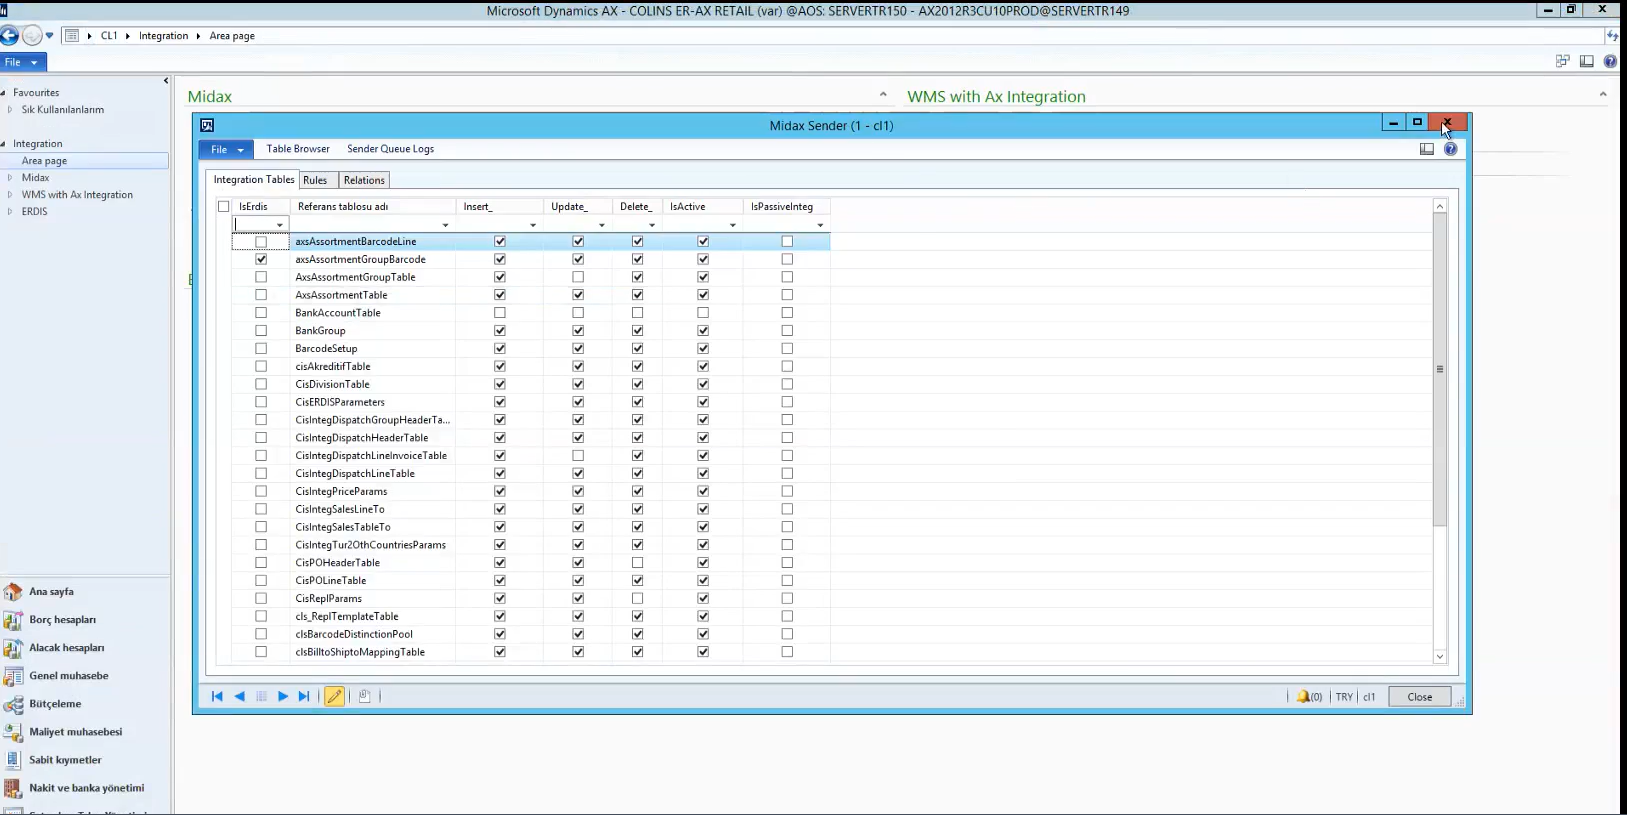 Microsoft Dynamics AX - COLINS ER-AX RETAIL (var) @AOS: SERVERTR150 - AX2012R3CU10PROD@SERVERTR149
CL1 Integration Area page
File
Favourites
Sık Kullanılanlarım
Integration
Area page
Midax
WMS with Ax Integration
ERDIS
Midax
WMS with Ax Integration
Midax Sender (1 - cl1)
File Table Browser Sender Queue Logs
Integration Tables Rules Relations
IsErdis Referans tablosu adı Insert_ Update_ Delete_ IsActive IsPassiveInteg
axsAssortmentBarcodeLine
axsAssortmentGroupBarcode
AxsAssortmentGroupTable
AxsAssortmentTable
BankAccountTable
BankGroup
BarcodeSetup
cisAkreditifTable
CisDivisionTable
CisERDISParameters
CisIntegDispatchGroupHeaderTa...
CisIntegDispatchHeaderTable
CisIntegDispatchLineInvoiceTable
CisIntegDispatchLineTable
CisIntegPriceParams
CisIntegSalesLineTo
CisIntegSalesTableTo
CisIntegTur2OthCountriesParams
CisPOHeaderTable
CisPOLineTable
CisReplParams
cls_ReplTemplateTable
clsBarcodeDistinctionPool
clsBilltoShiptoMappingTable
(0) TRY cl1 Close
Ana sayfa
Borç hesapları
Alacak hesapları
Genel muhasebe
Bütçeleme
Maliyet muhasebesi
Sabit kıymetler
Nakit ve banka yönetimi